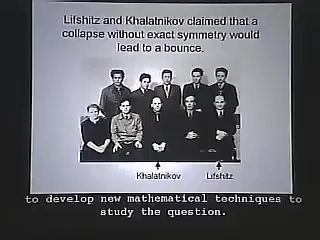 Lifshitz and Khalatnikov claimed that a
collapse without exact symmetry would
lead to a bounce.
Khalatnikov Lifshitz
to develop new mathematical techniques to
study the question.